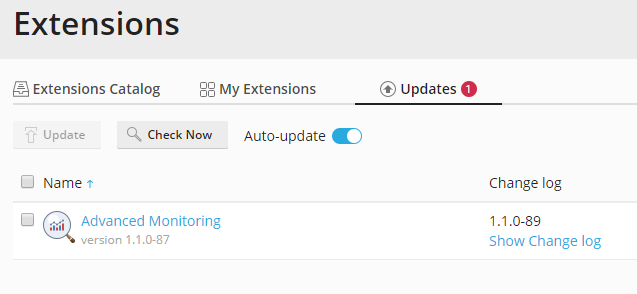 Extensions
Extensions Catalog My Extensions Updates 1
Update Check Now Auto-update
Name ↑ Change log
Advanced Monitoring 1.1.0-89
version 1.1.0-87 Show Change log